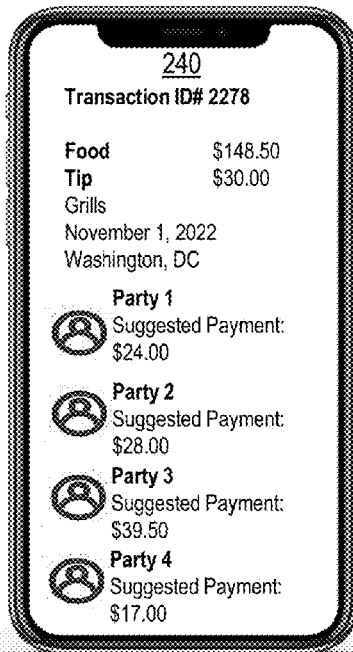 240
Transaction ID# 2278
Food $148.50
Tip $30.00
Grills
November 1, 2022
Washington, DC
Party 1
Suggested Payment:
$24.00
Party 2
Suggested Payment:
$28.00
Party 3
Suggested Payment:
$39.50
Party 4
Suggested Payment:
$17.00